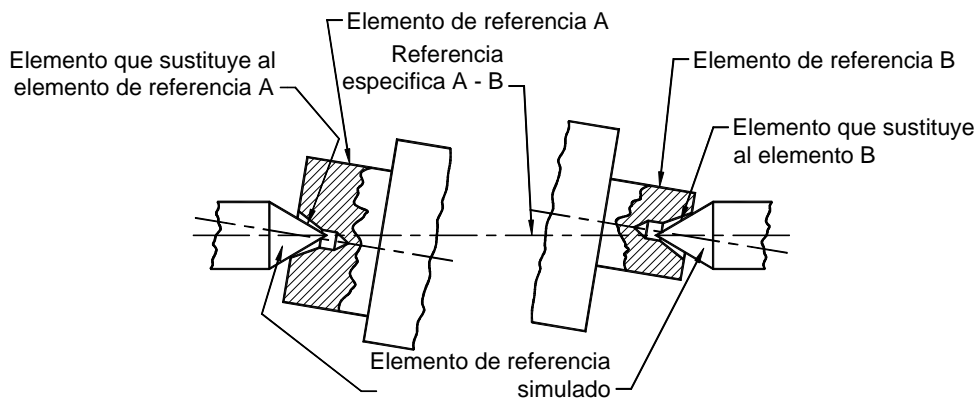 Elemento de referencia A
Elemento que sustituye al
elemento de referencia A
Referencia
especifica A - B
Elemento de referencia B
Elemento que sustituye
al elemento B
Elemento de referencia
simulado